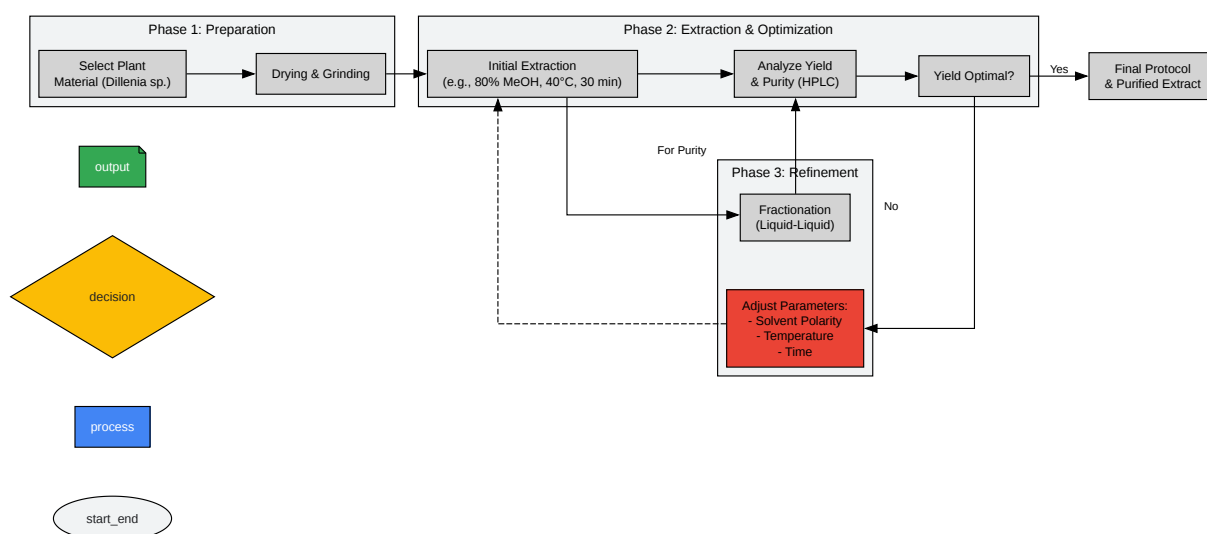 Phase 1: Preparation
Select Plant
Material (Dillenia sp.)
Drying & Grinding
Phase 2: Extraction & Optimization
Initial Extraction
(e.g., 80% MeOH, 40°C, 30 min)
Analyze Yield
& Purity (HPLC)
Yield Optimal?
Yes
Final Protocol
& Purified Extract
For Purity
Phase 3: Refinement
Fractionation
(Liquid-Liquid)
No
Adjust Parameters:
- Solvent Polarity
- Temperature
- Time
output
decision
process
start_end